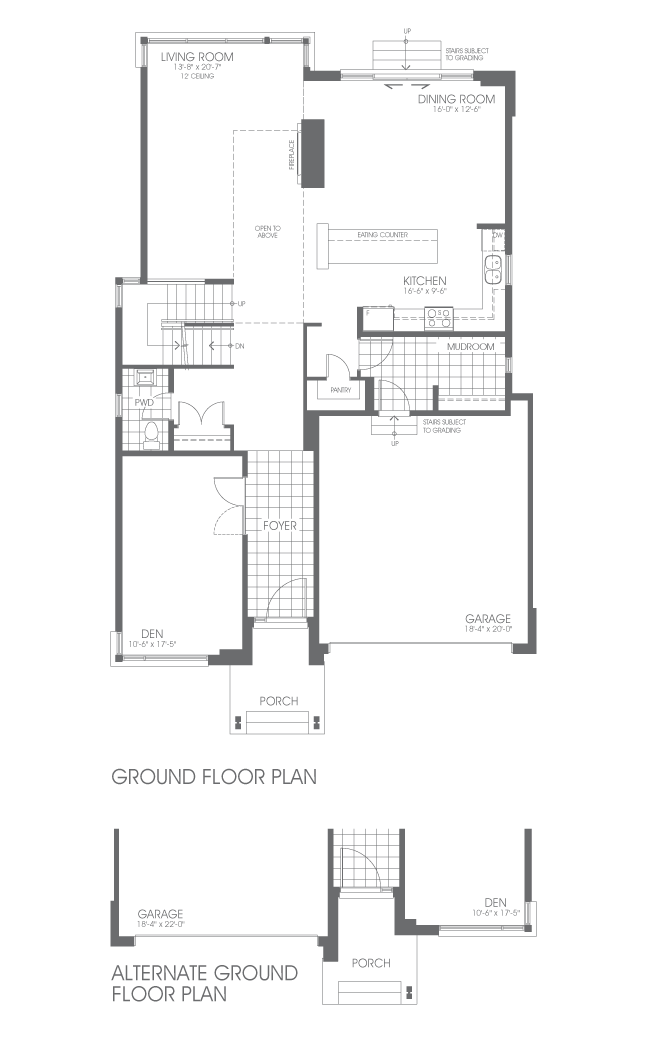 UP
STAIRS SUBJECT
TO GRADING
LIVING ROOM
13'-8" x 20'-7"
12' CEILING
DINING ROOM
16'-0" x 12'-6"
FIREPLACE
OPEN TO
ABOVE
EATING COUNTER
DW
KITCHEN
16'-6" x 9'-6"
UP
F
S
DN
MUDROOM
PANTRY
PWD
STAIRS SUBJECT
TO GRADING
UP
FOYER
GARAGE
18'-4" x 20'-0"
DEN
10'-6" x 17'-5"
PORCH
GROUND FLOOR PLAN
DEN
10'-6" x 17'-5"
GARAGE
18'-4" x 22'-0"
PORCH
ALTERNATE GROUND
FLOOR PLAN